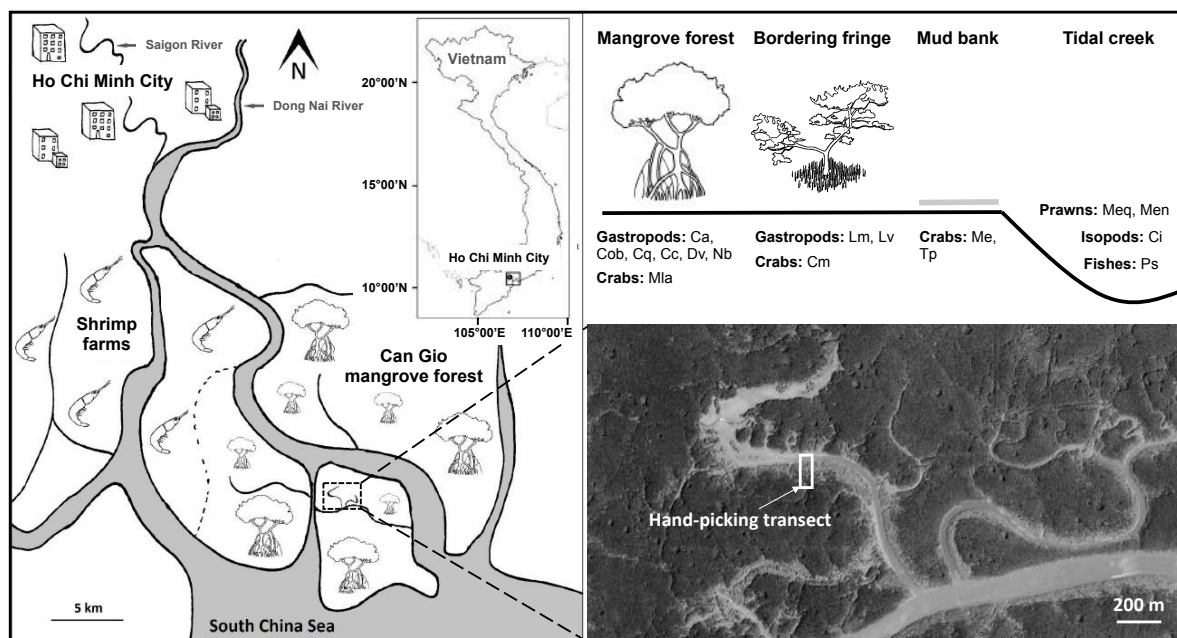 Saigon River
Ho Chi Minh City
Dong Nai River
N
Vietnam
20°00'N
15°00'N
10°00'N
Ho Chi Minh City
105°00'E 110°00'E
Shrimp
farms
Can Gio
mangrove forest
5 km
South China Sea
Mangrove forest
Bordering fringe
Mud bank
Tidal creek
Gastropods: Ca,
Cob, Cq, Cc, Dv, Nb
Crabs: Mla
Gastropods: Lm, Lv
Crabs: Cm
Crabs: Me,
Tp
Prawns: Meq, Men
Isopods: Ci
Fishes: Ps
Hand-picking transect
200 m